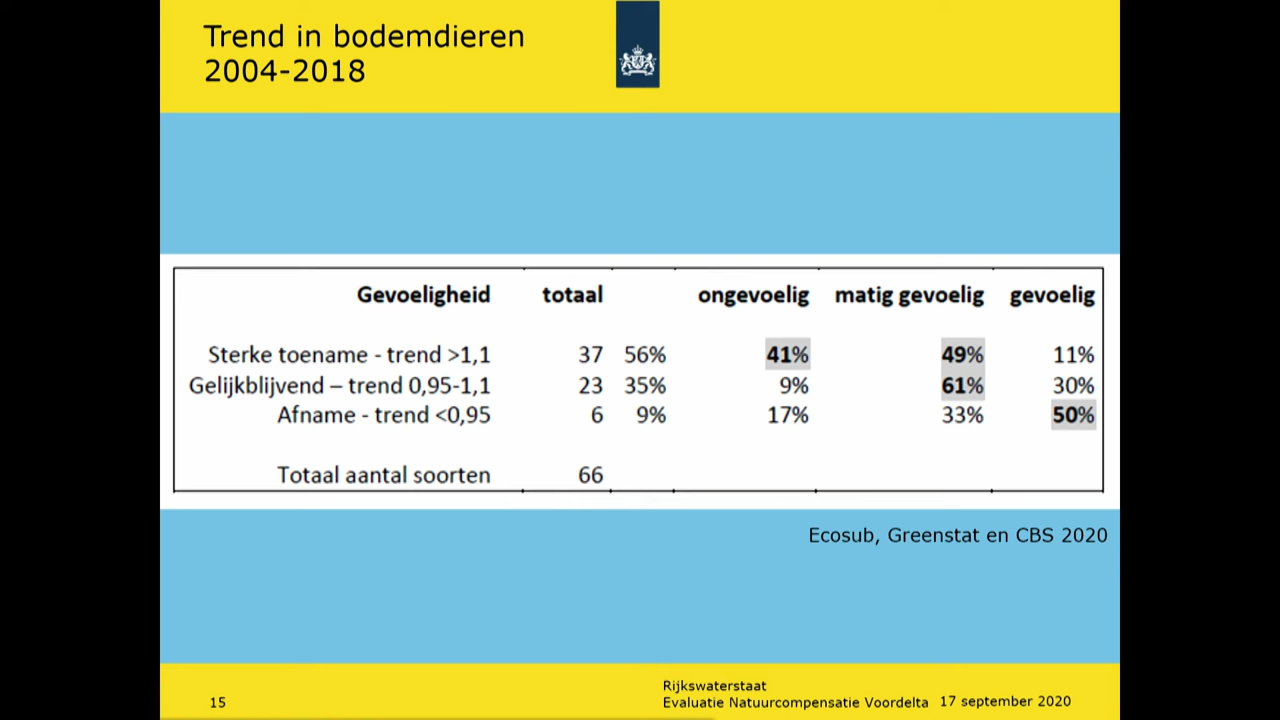 Trend in bodemdieren
2004-2018
Gevoeligheid totaal ongevoelig matig gevoelig gevoelig
Sterke toename - trend >1,1 37 56% 41% 49% 11%
Gelijkblijvend – trend 0,95-1,1 23 35% 9% 61% 30%
Afname - trend <0,95 6 9% 17% 33% 50%
Totaal aantal soorten 66
Ecosub, Greenstat en CBS 2020
15
Rijkswaterstaat
Evaluatie Natuurcompensatie Voordelta 17 september 2020